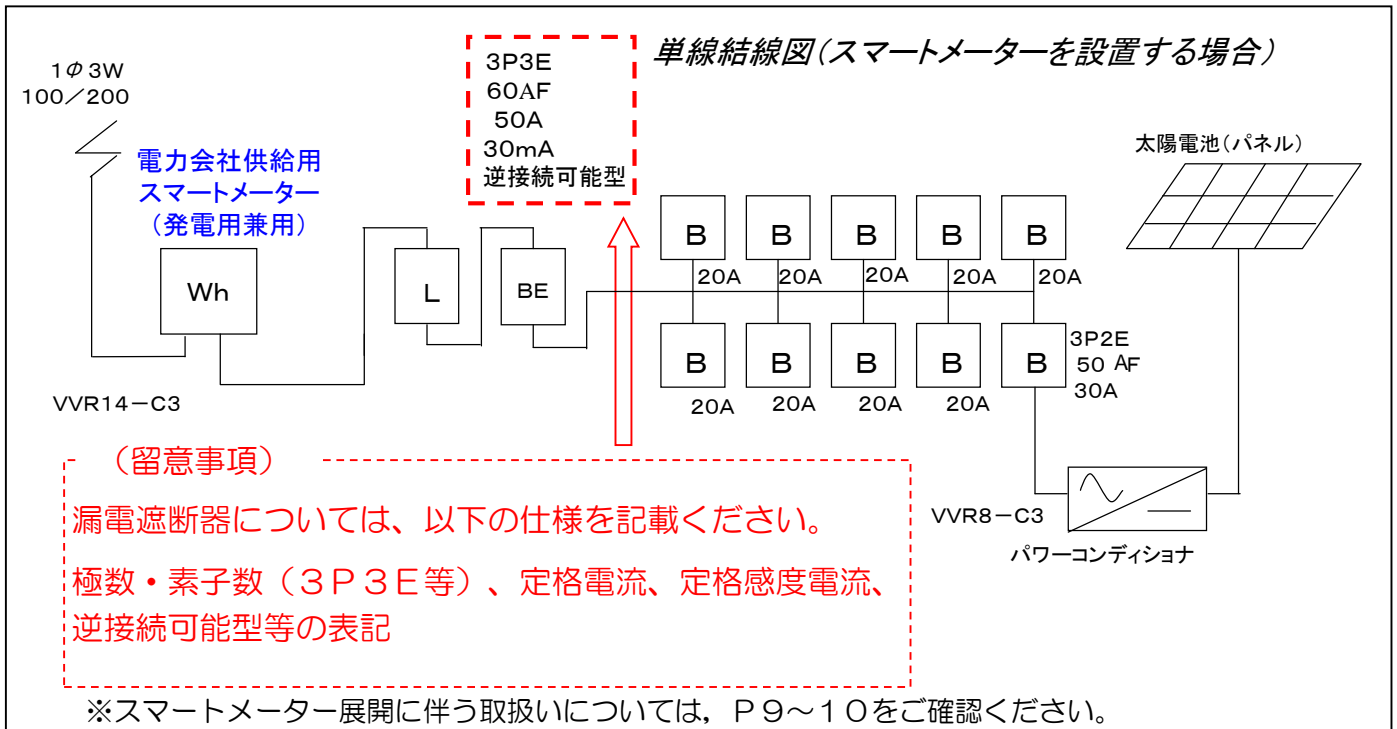 単線結線図(スマートメーターを設置する場合)
1Φ3W
100/200
電力会社供給用
スマートメーター
(発電用兼用)
3P3E
60AF
50A
30mA
逆接続可能型
太陽電池(パネル)
Wh
L
BE
B
B
B
B
B
20A
20A
20A
20A
20A
B
B
B
B
B
20A
20A
20A
20A
3P2E
50 AF
30A
VVR14-C3
VVR8-C3
パワーコンディショナ
(留意事項)
漏電遮断器については、以下の仕様を記載ください。
極数・素子数(3P3E等)、定格電流、定格感度電流、
逆接続可能型等の表記
※スマートメーター展開に伴う取扱いについては,P9~10をご確認ください。